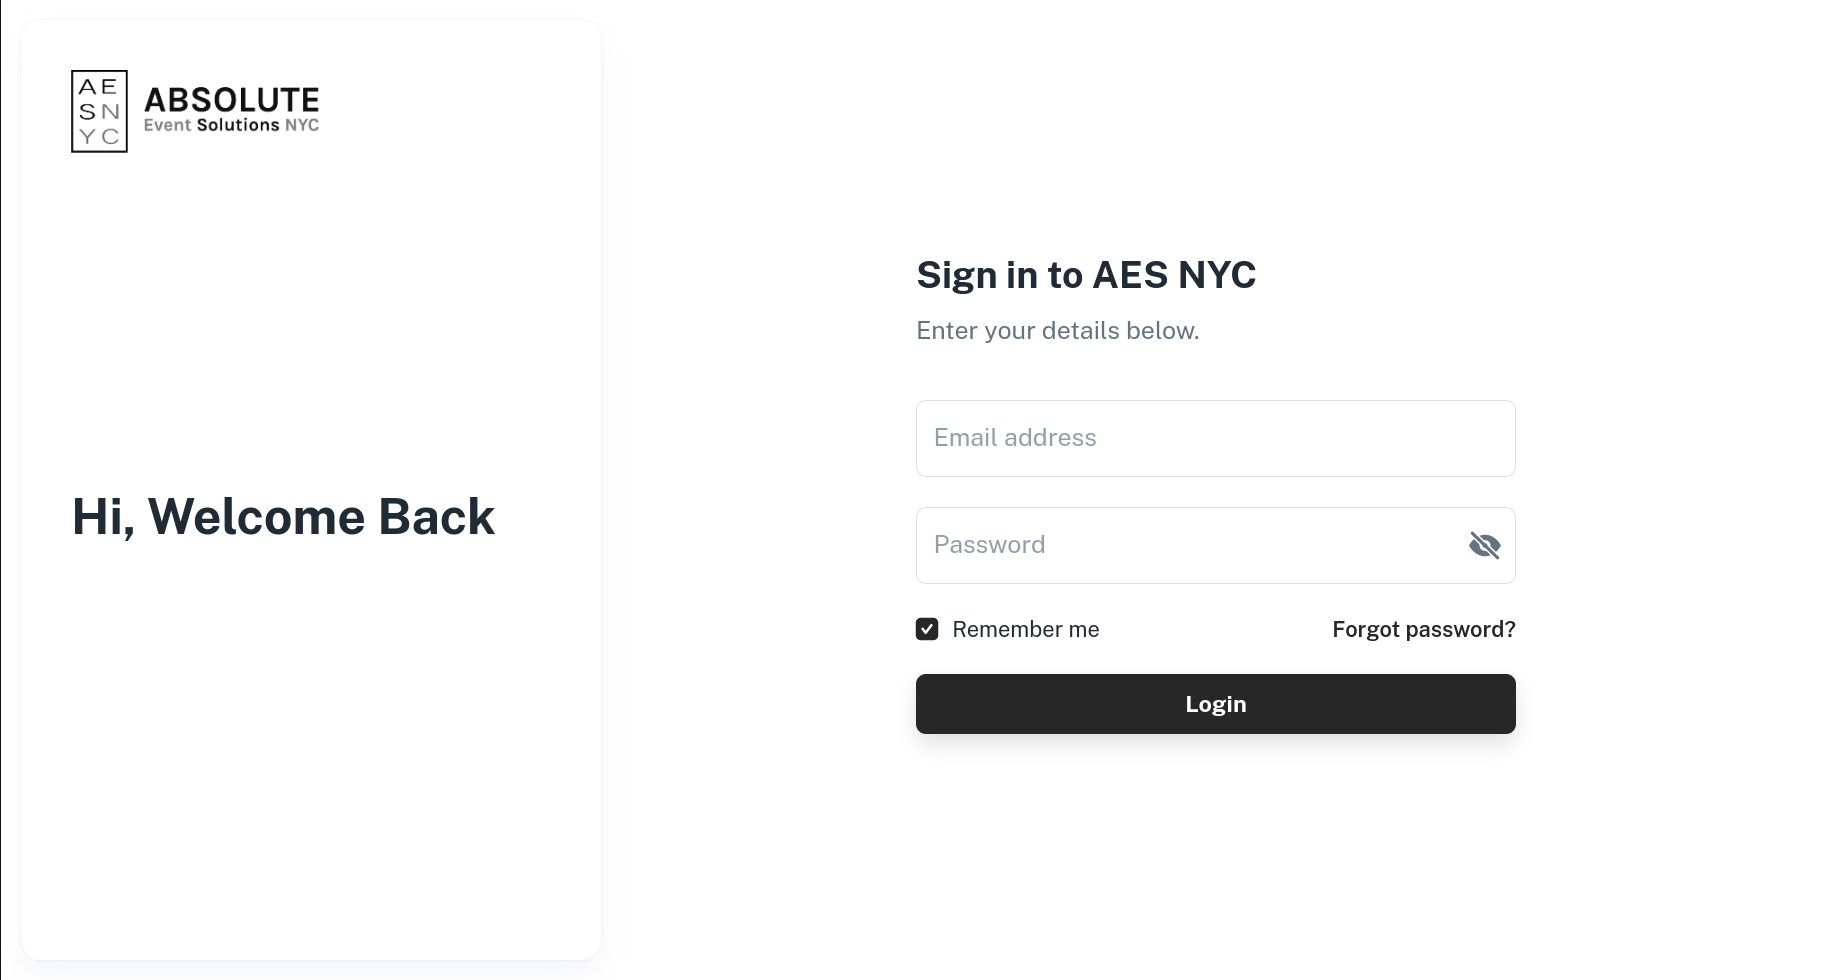 AE
SN
YC
ABSOLUTE
Event Solutions NYC
Hi, Welcome Back
Sign in to AES NYC
Enter your details below.
Email address
Password
Remember me
Forgot password?
Login